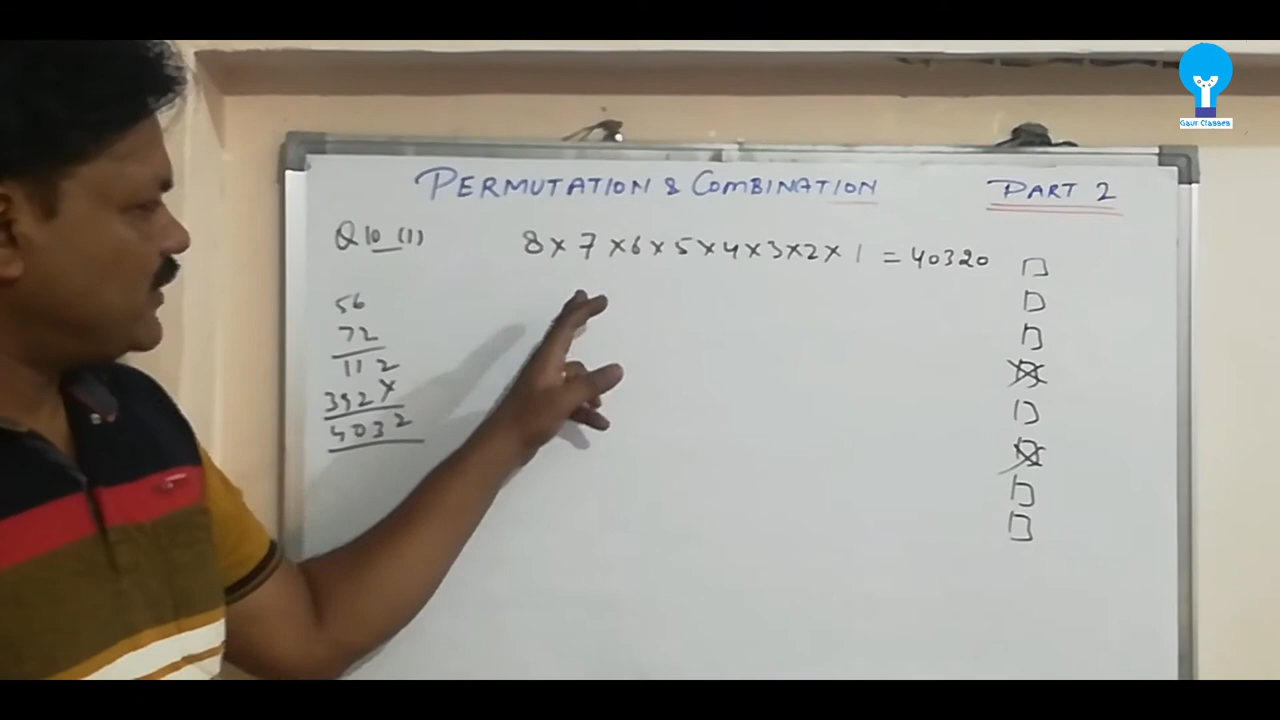 Gaur Classes
PERMUTATION & COMBINATION
PART 2
Q 10 (1)
8 × 7 × 6 × 5 × 4 × 3 × 2 × 1 = 40320
56
72
112
392×
4032